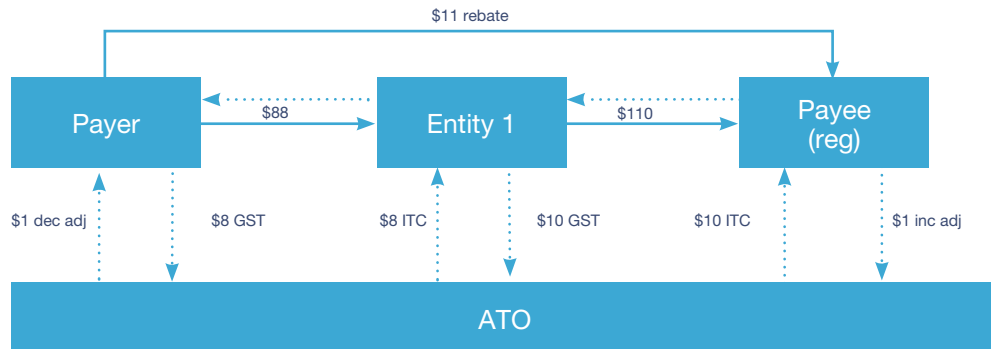 $11 rebate
Payer
$88
Entity 1
$110
Payee
(reg)
$1 dec adj
$8 GST
$8 ITC
$10 GST
$10 ITC
$1 inc adj
ATO